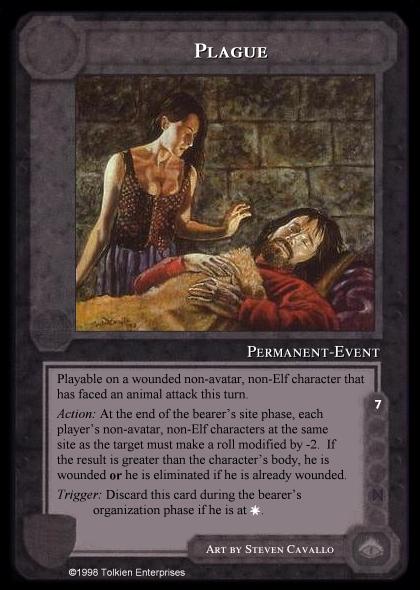 PLAGUE
PERMANENT-EVENT
Playable on a wounded non-avatar, non-Elf character that
has faced an animal attack this turn.
7
Action: At the end of the bearer's site phase, each
player's non-avatar, non-Elf characters at the same
site as the target must make a roll modified by -2. If
the result is greater than the character's body, he is
wounded or he is eliminated if he is already wounded.
Trigger: Discard this card during the bearer's
organization phase if he is at
N
ART BY STEVEN CAVALLO
©1998 Tolkien Enterprises